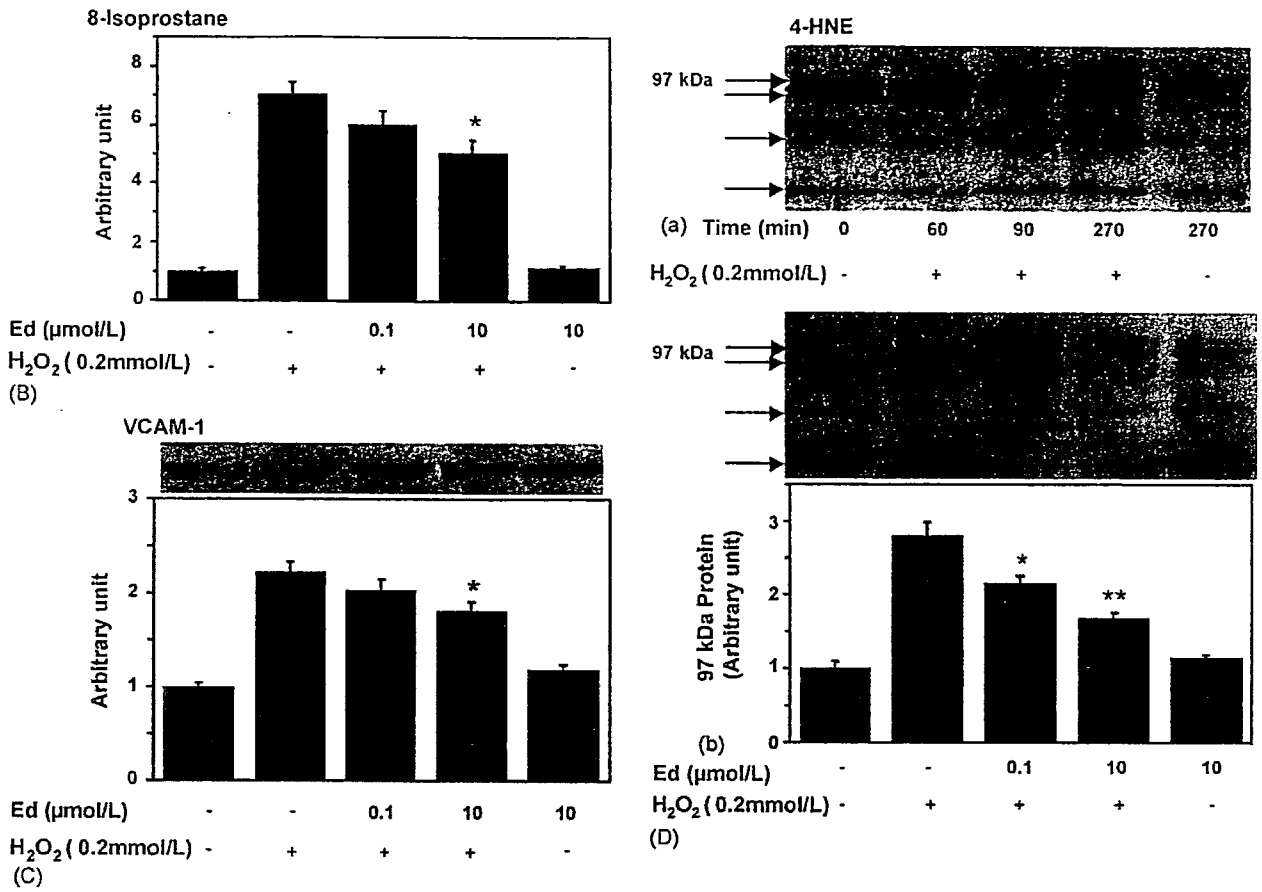 8-Isoprostane
Arbitrary unit
8
6
4
2
0
*
Ed (µmol/L) - - 0.1 10 10
H₂O₂ ( 0.2mmol/L) - + + + -
(B)
VCAM-1
Arbitrary unit
3
2
1
0
*
Ed (µmol/L) - - 0.1 10 10
H₂O₂ ( 0.2mmol/L) - + + + -
(C)
4-HNE
97 kDa
(a) Time (min) 0 60 90 270 270
H₂O₂ ( 0.2mmol/L) - + + + -
97 kDa
97 kDa Protein
(Arbitrary unit)
3
2
1
0
*
**
(b)
Ed (µmol/L) - - 0.1 10 10
H₂O₂ ( 0.2mmol/L) - + + + -
(D)